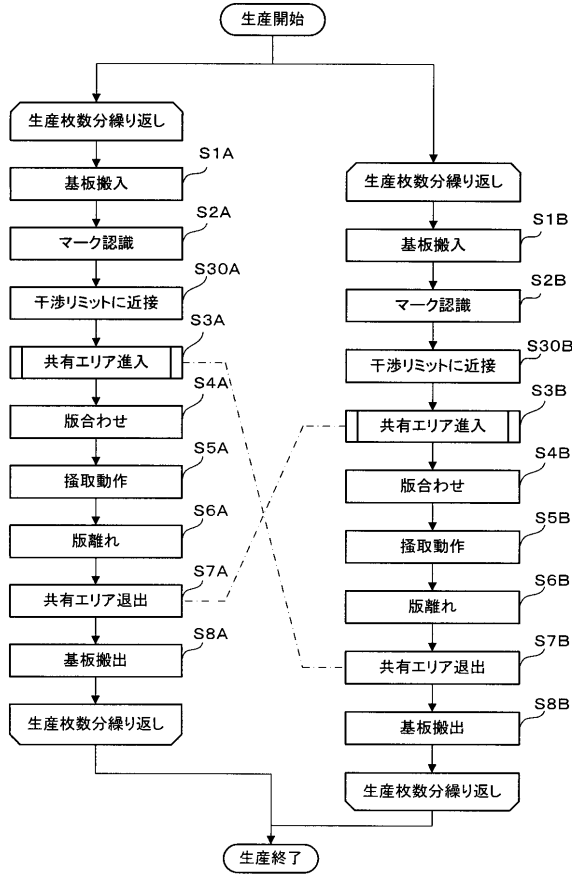 生産開始
生産枚数分繰り返し
S1A
基板搬入
S2A
マーク認識
S30A
干渉リミットに近接
S3A
共有エリア進入
S4A
版合わせ
S5A
掻取動作
S6A
版離れ
S7A
共有エリア退出
S8A
基板搬出
生産枚数分繰り返し
生産枚数分繰り返し
S1B
基板搬入
S2B
マーク認識
S30B
干渉リミットに近接
S3B
共有エリア進入
S4B
版合わせ
S5B
掻取動作
S6B
版離れ
S7B
共有エリア退出
S8B
基板搬出
生産枚数分繰り返し
生産終了